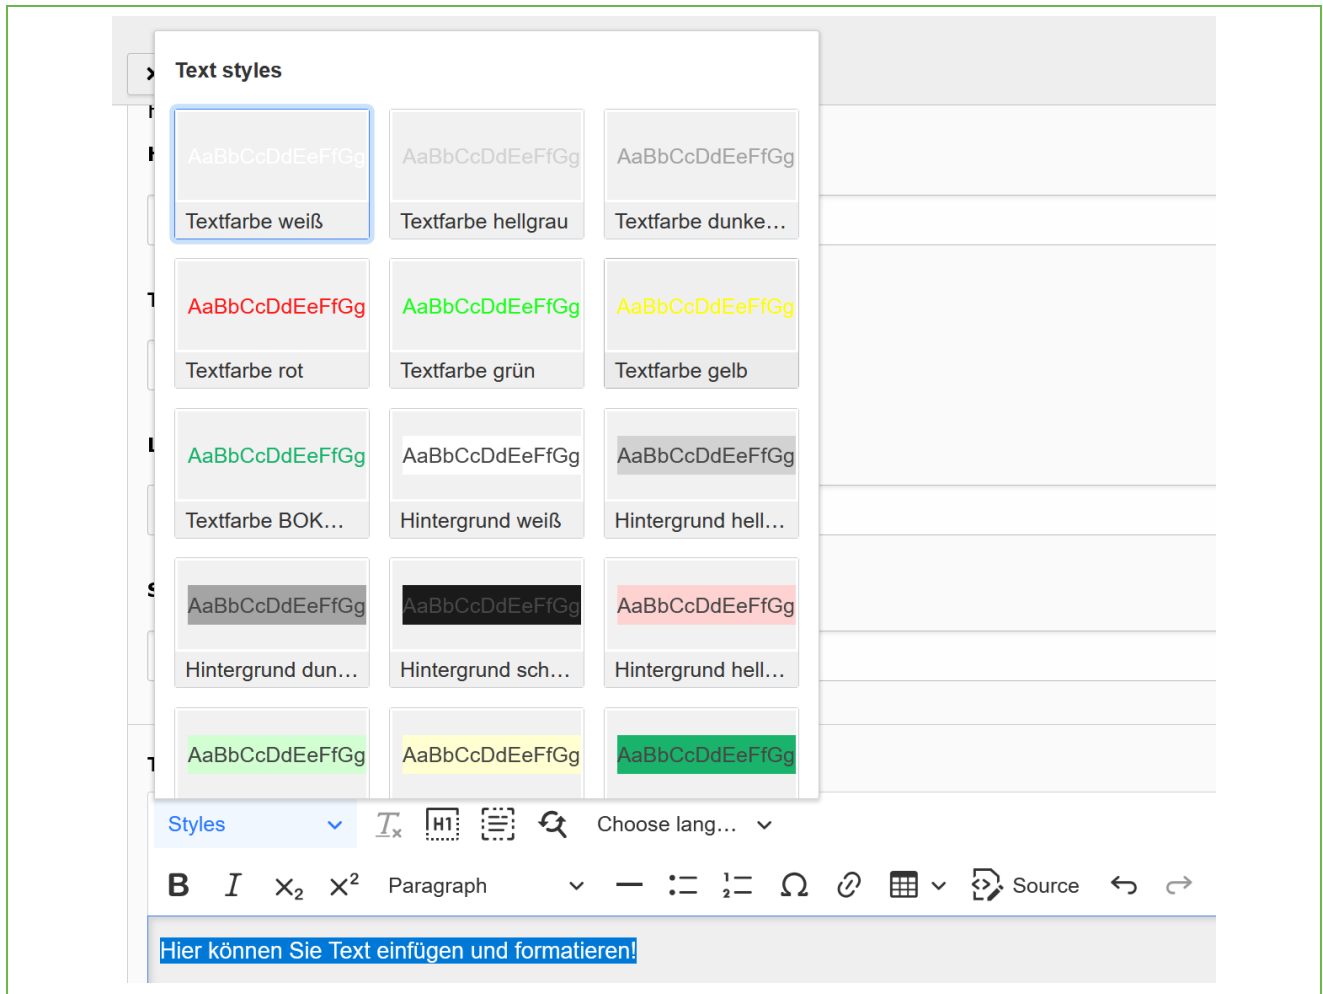 Text styles
AaBbCcDdEeFfGg AaBbCcDdEeFfGg AaBbCcDdEeFfGg
Textfarbe weiß Textfarbe hellgrau Textfarbe dunke…
AaBbCcDdEeFfGg AaBbCcDdEeFfGg AaBbCcDdEeFfGg
Textfarbe rot Textfarbe grün Textfarbe gelb
AaBbCcDdEeFfGg AaBbCcDdEeFfGg AaBbCcDdEeFfGg
Textfarbe BOK… Hintergrund weiß Hintergrund hell…
AaBbCcDdEeFfGg AaBbCcDdEeFfGg AaBbCcDdEeFfGg
Hintergrund dun… Hintergrund sch… Hintergrund hell…
AaBbCcDdEeFfGg AaBbCcDdEeFfGg AaBbCcDdEeFfGg
Styles H1 Choose lang…
B I X₂ X² Paragraph Ω Source
Hier können Sie Text einfügen und formatieren!